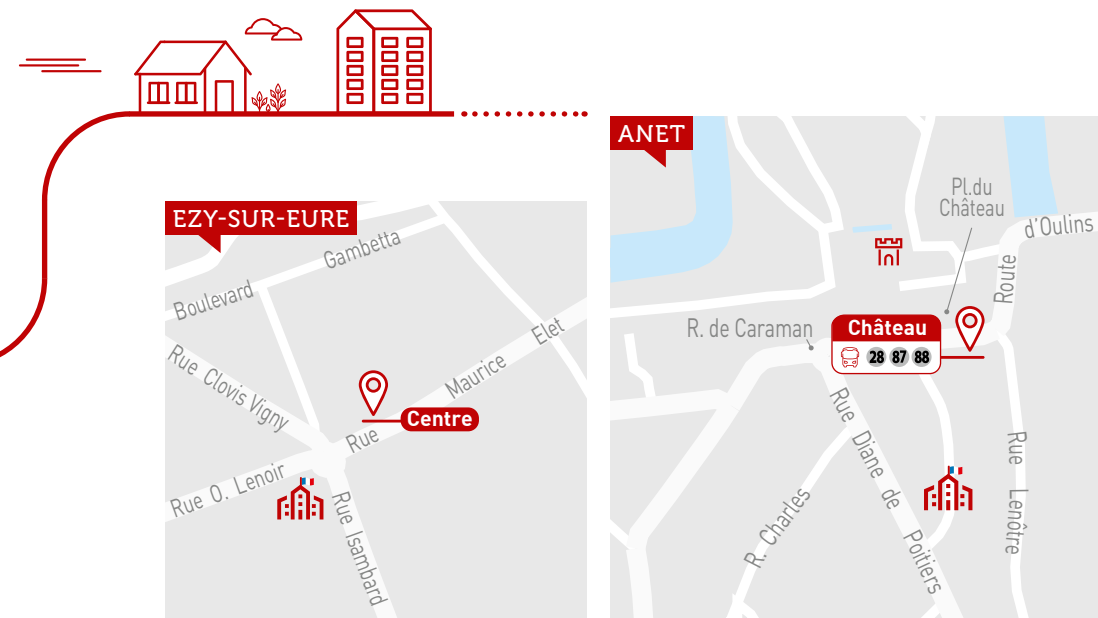 EZY-SUR-EURE
Boulevard Gambetta
Rue Clovis Vigny
Rue Maurice Elet
Centre
Rue O. Lenoir
Rue Isambard
ANET
Pl.du
Château
Route d'Oulins
R. de Caraman
Château
28 87 88
Rue Diane de Poitiers
R. Charles
Rue Lenôtre